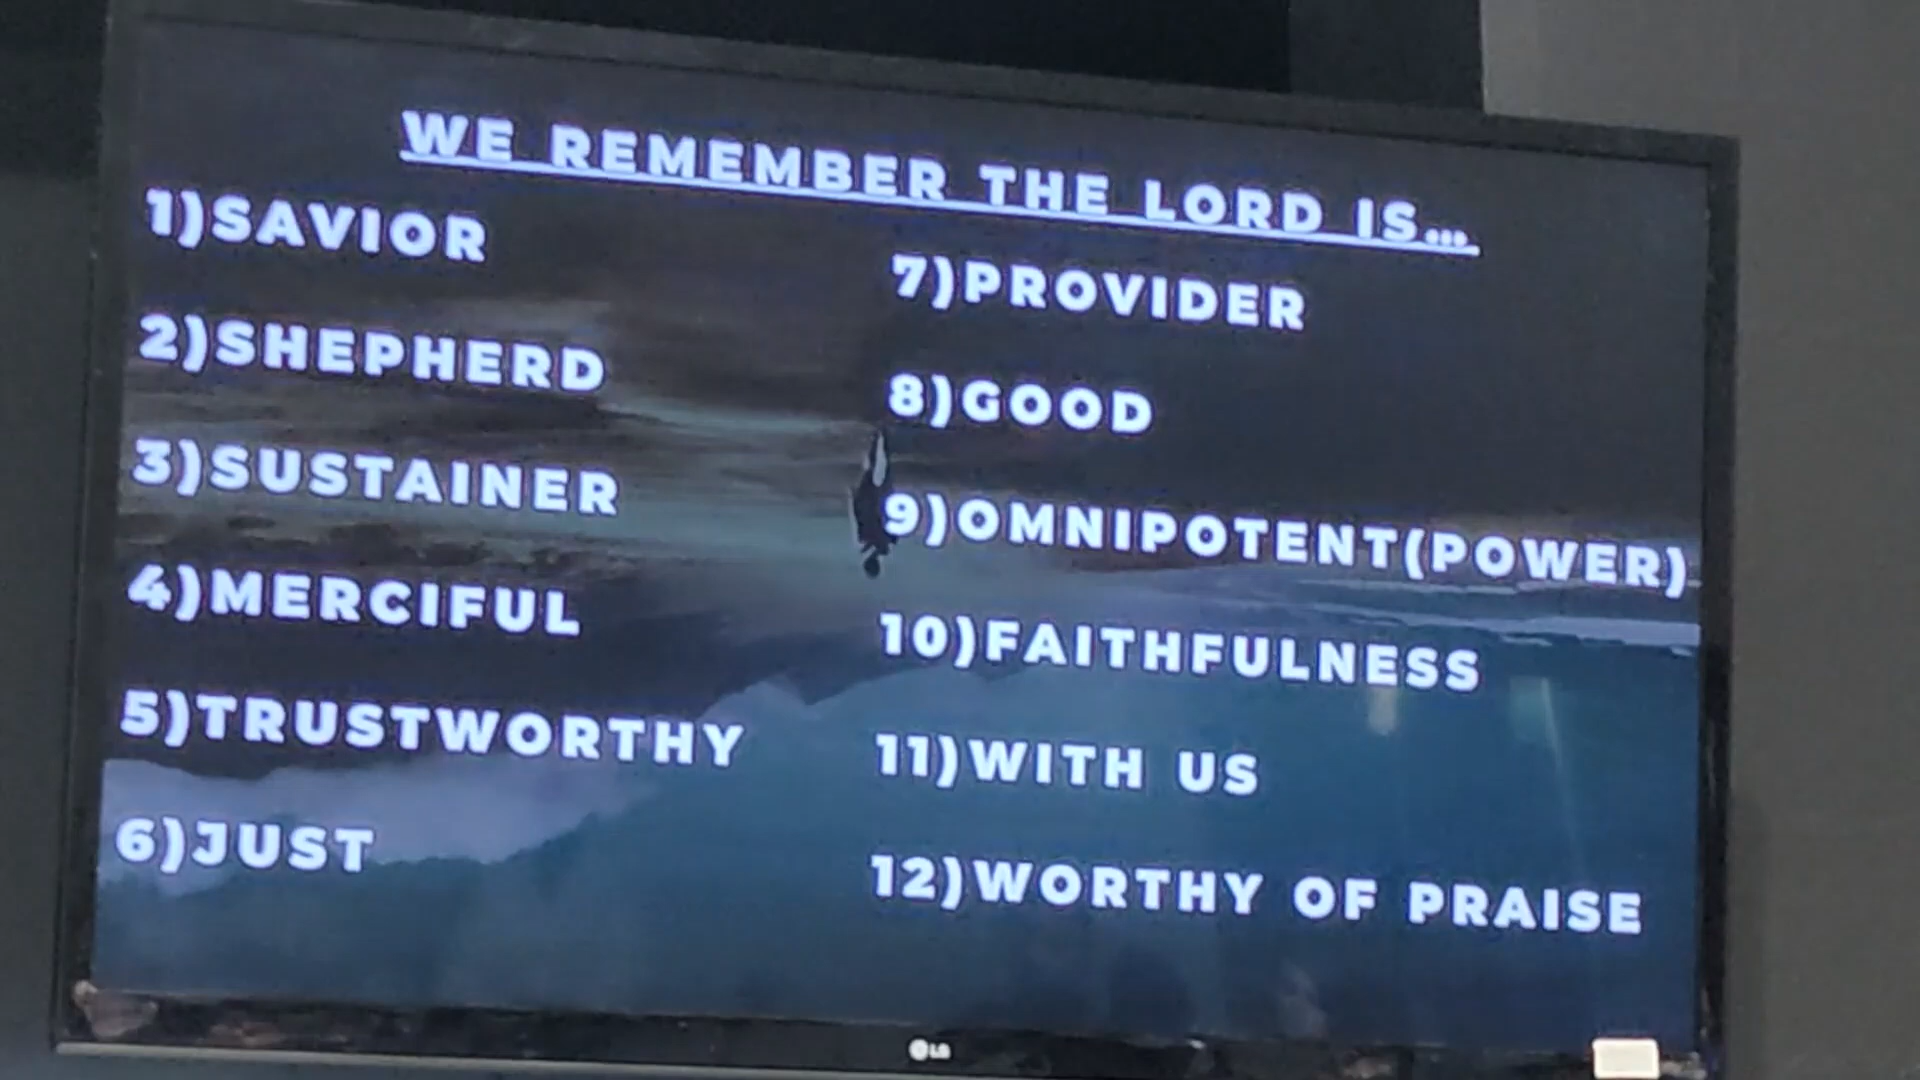 WE REMEMBER THE LORD IS...
1)SAVIOR
2)SHEPHERD
3)SUSTAINER
4)MERCIFUL
5)TRUSTWORTHY
6)JUST
7)PROVIDER
8)GOOD
9)OMNIPOTENT(POWER)
10)FAITHFULNESS
11)WITH US
12)WORTHY OF PRAISE
LG